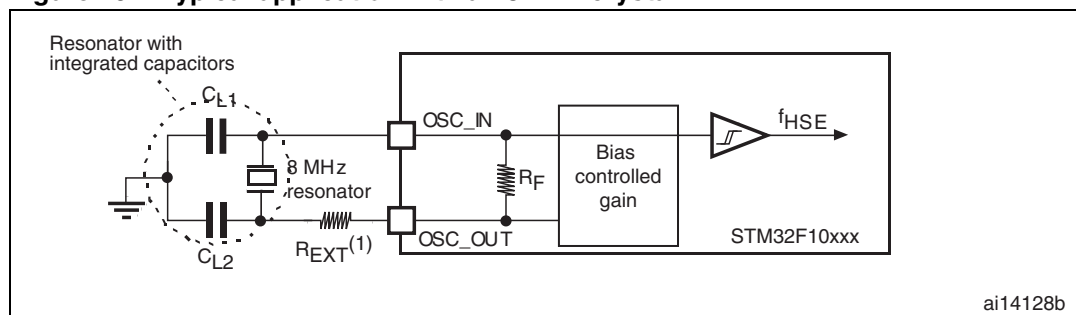 Resonator with
integrated capacitors
CL1
OSC_IN
fHSE
8 MHz
resonator
RF
Bias
controlled
gain
REXT(1)
OSC_OUT
STM32F10xxx
CL2
ai14128b